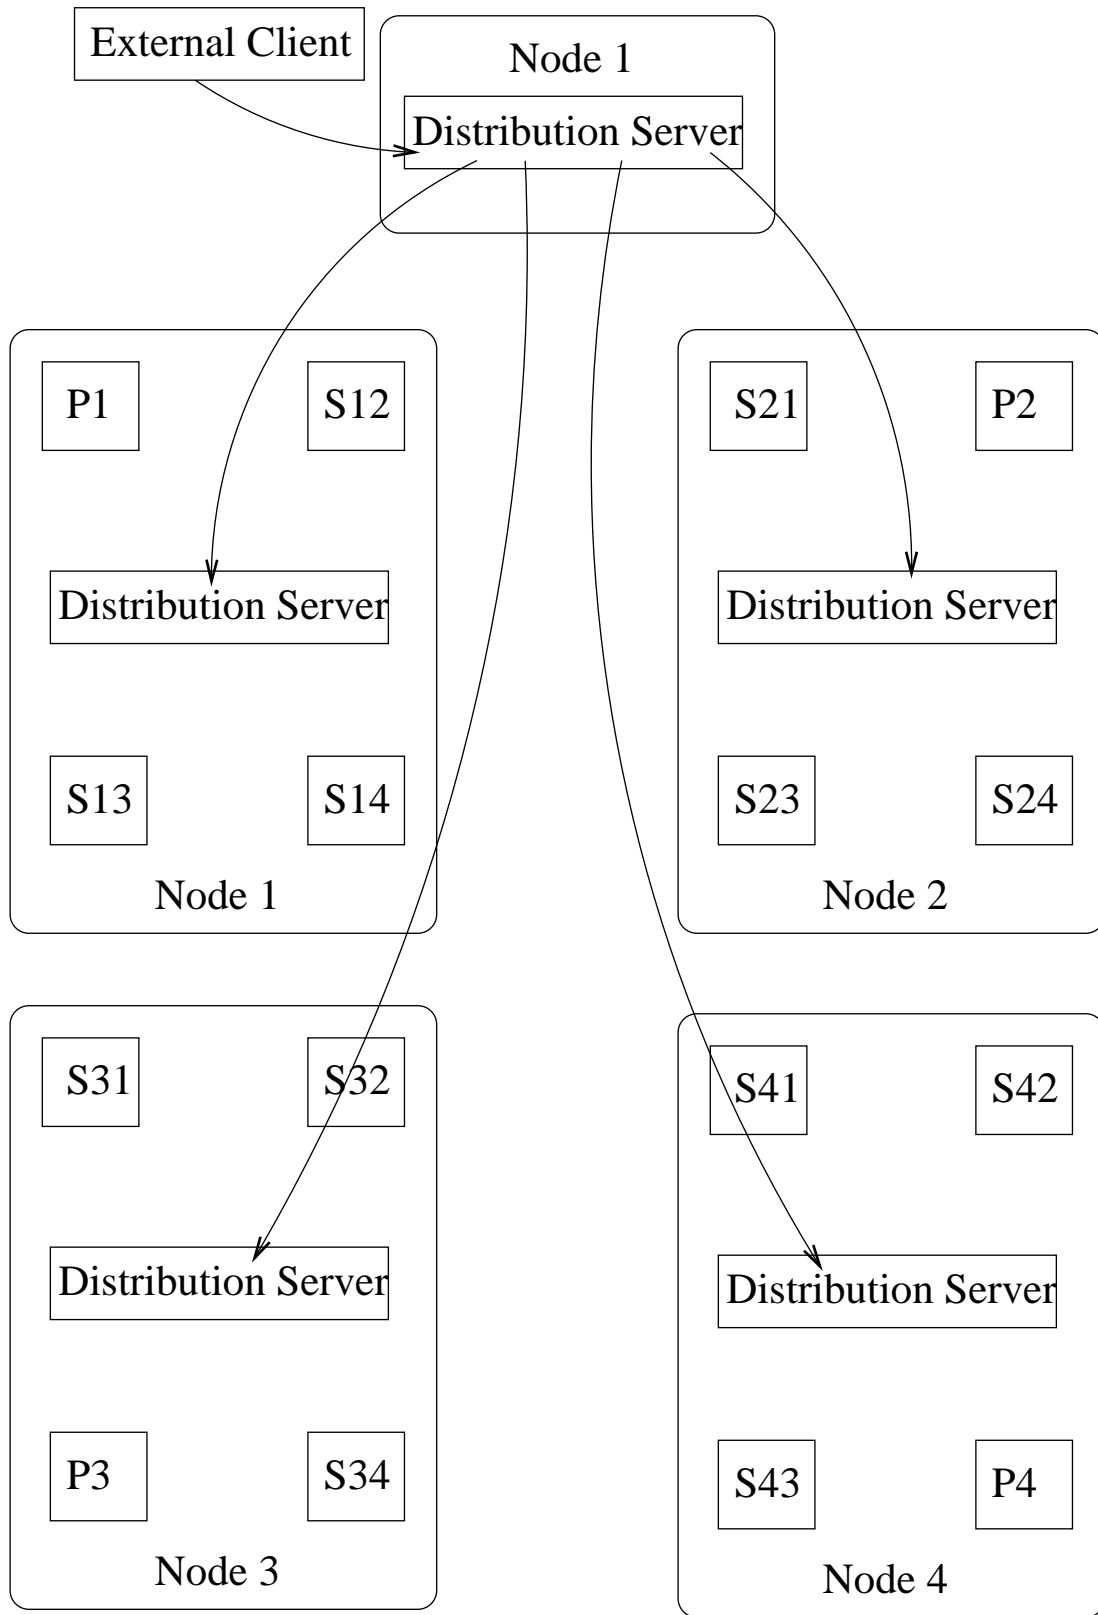 External Client
Node 1
Distribution Server
P1
S12
Distribution Server
S13
S14
Node 1
S21
P2
Distribution Server
S23
S24
Node 2
S31
S32
Distribution Server
P3
S34
Node 3
S41
S42
Distribution Server
S43
P4
Node 4